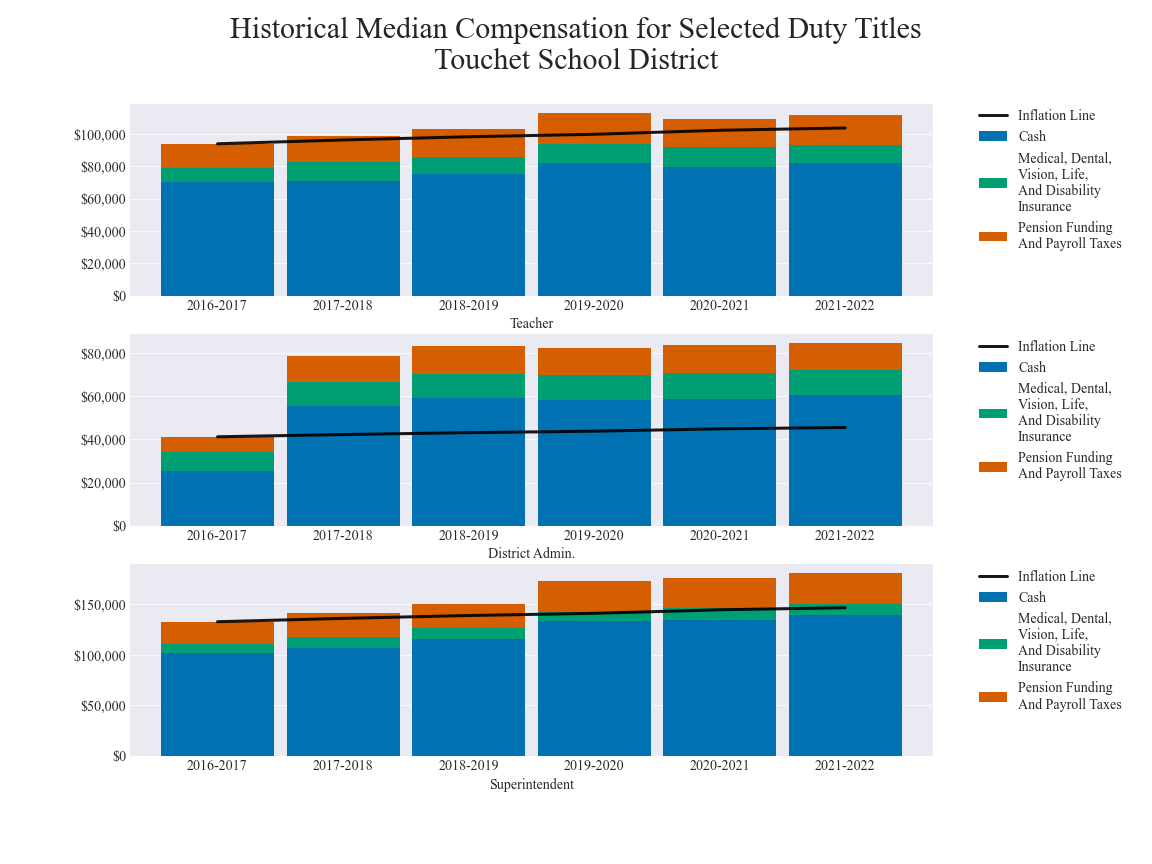 Historical Median Compensation for Selected Duty Titles
Touchet School District
$100,000
$80,000
$60,000
$40,000
$20,000
$0
2016-2017 2017-2018 2018-2019 2019-2020 2020-2021 2021-2022
Teacher
Inflation Line
Cash
Medical, Dental,
Vision, Life,
And Disability
Insurance
Pension Funding
And Payroll Taxes
$80,000
$60,000
$40,000
$20,000
$0
2016-2017 2017-2018 2018-2019 2019-2020 2020-2021 2021-2022
District Admin.
Inflation Line
Cash
Medical, Dental,
Vision, Life,
And Disability
Insurance
Pension Funding
And Payroll Taxes
$150,000
$100,000
$50,000
$0
2016-2017 2017-2018 2018-2019 2019-2020 2020-2021 2021-2022
Superintendent
Inflation Line
Cash
Medical, Dental,
Vision, Life,
And Disability
Insurance
Pension Funding
And Payroll Taxes